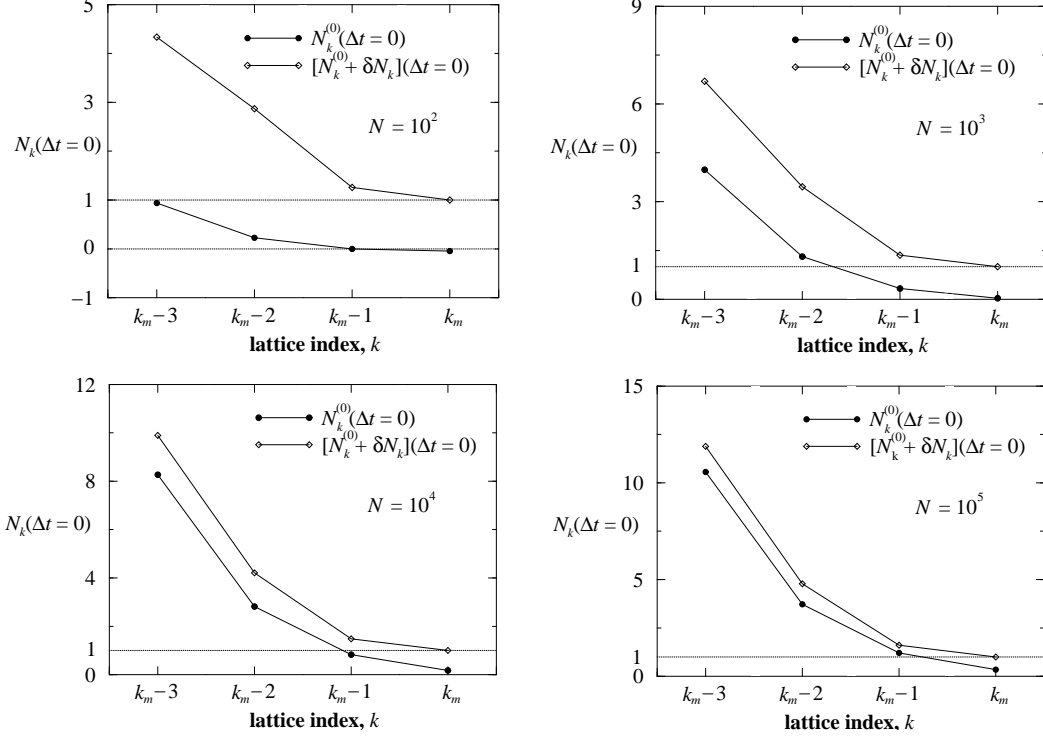 5
N_k^(0)(Δt = 0)
[N_k^(0) + δN_k](Δt = 0)
3
N = 10^2
N_k(Δt = 0)
1
0
−1
k_m−3 k_m−2 k_m−1 k_m
lattice index, k
9
N_k^(0)(Δt = 0)
[N_k^(0) + δN_k](Δt = 0)
6
N = 10^3
N_k(Δt = 0)
3
1
0
k_m−3 k_m−2 k_m−1 k_m
lattice index, k
12
N_k^(0)(Δt = 0)
[N_k^(0) + δN_k](Δt = 0)
8
N = 10^4
N_k(Δt = 0)
4
1
0
k_m−3 k_m−2 k_m−1 k_m
lattice index, k
15
N_k^(0)(Δt = 0)
[N_k^(0) + δN_k](Δt = 0)
10
N = 10^5
N_k(Δt = 0)
5
1
0
k_m−3 k_m−2 k_m−1 k_m
lattice index, k